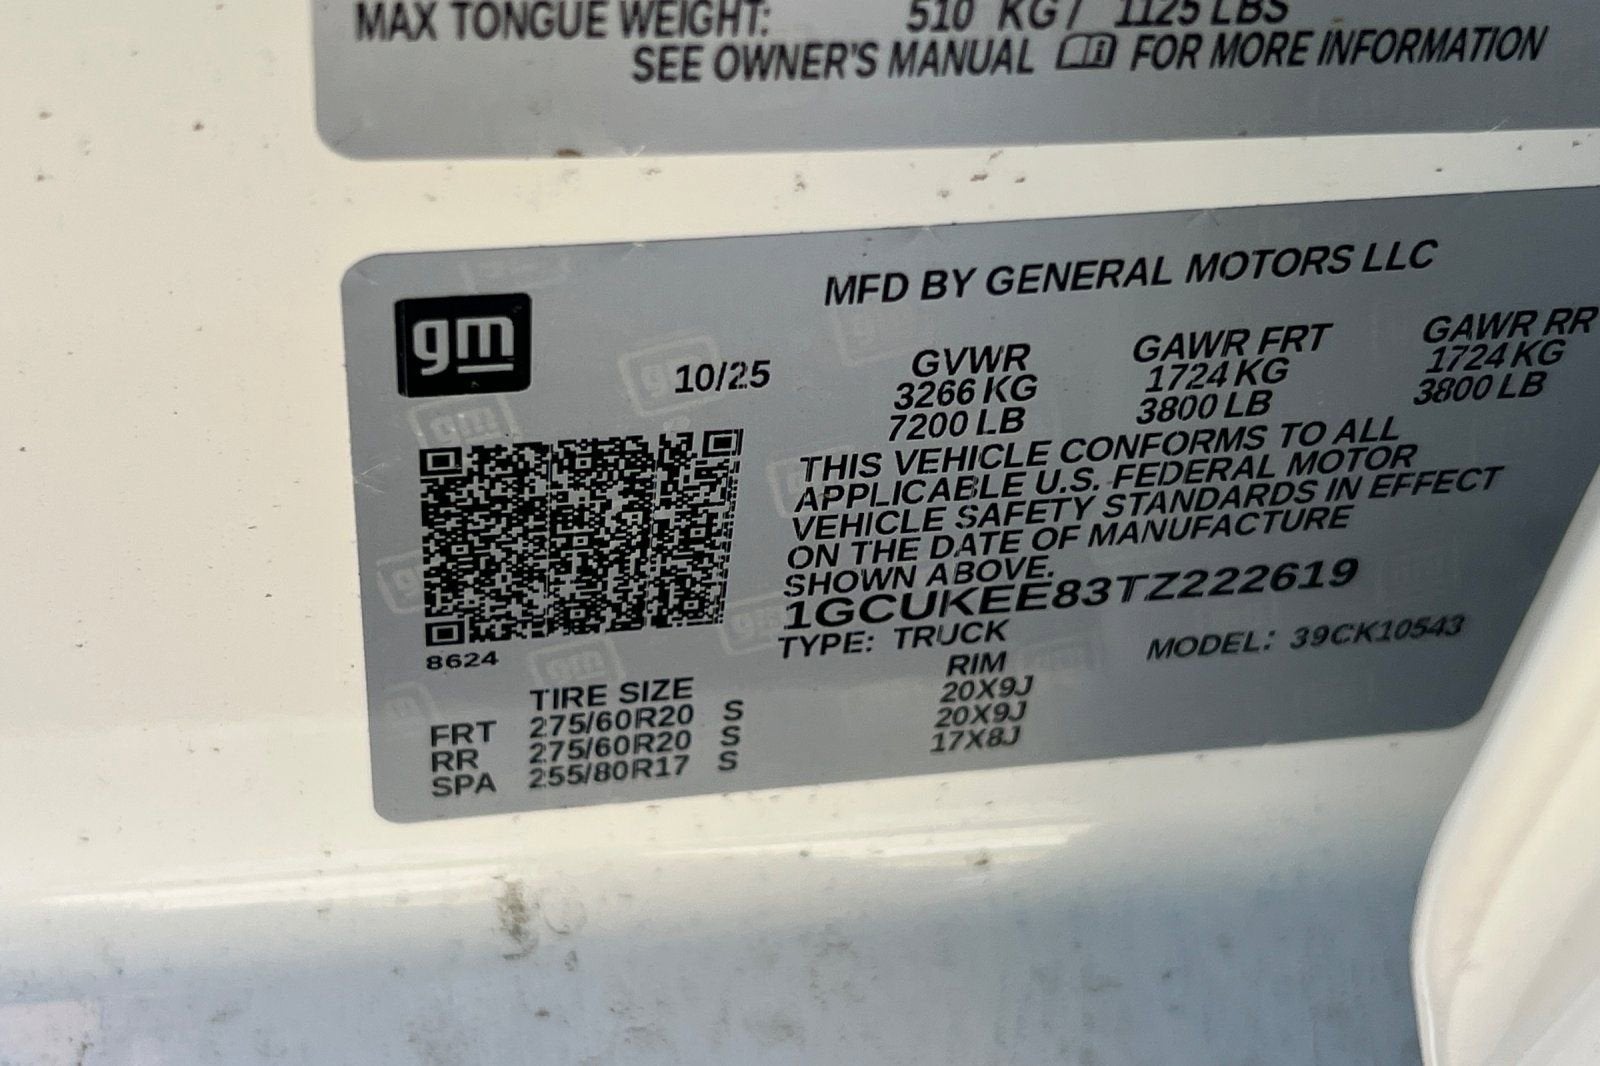 MAX TONGUE WEIGHT: 510 KG / 1125 LBS
SEE OWNER'S MANUAL FOR MORE INFORMATION
gm
MFD BY GENERAL MOTORS LLC
10/25 GVWR GAWR FRT GAWR RR
3266 KG 1724 KG 1724 KG
7200 LB 3800 LB 3800 LB
THIS VEHICLE CONFORMS TO ALL
APPLICABLE U.S. FEDERAL MOTOR
VEHICLE SAFETY STANDARDS IN EFFECT
ON THE DATE OF MANUFACTURE
SHOWN ABOVE.
1GCUKEE83TZ222619
TYPE: TRUCK MODEL: 39CK10543
8624
TIRE SIZE RIM
FRT 275/60R20 S 20X9J
RR 275/60R20 S 20X9J
SPA 255/80R17 S 17X8J